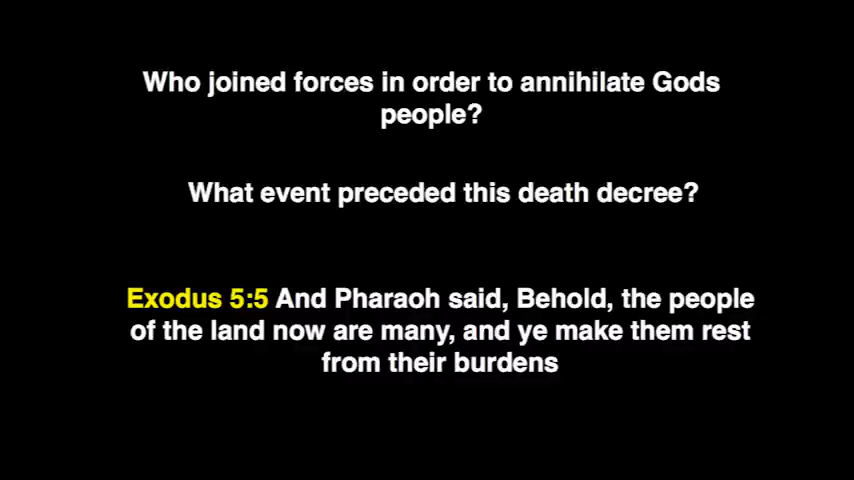 Who joined forces in order to annihilate Gods
people?
What event preceded this death decree?
Exodus 5:5 And Pharaoh said, Behold, the people
of the land now are many, and ye make them rest
from their burdens